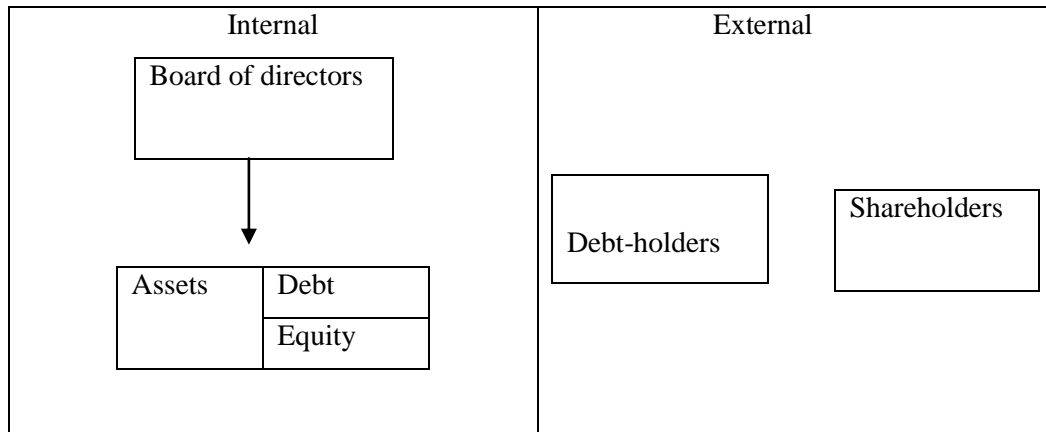 Internal
External
Board of directors
Debt-holders
Shareholders
Assets
Debt
Equity